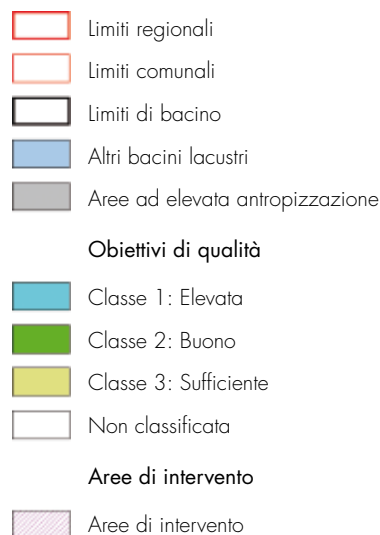 Limiti regionali
Limiti comunali
Limiti di bacino
Altri bacini lacustri
Aree ad elevata antropizzazione
Obiettivi di qualità
Classe 1: Elevata
Classe 2: Buono
Classe 3: Sufficiente
Non classificata
Aree di intervento
Aree di intervento